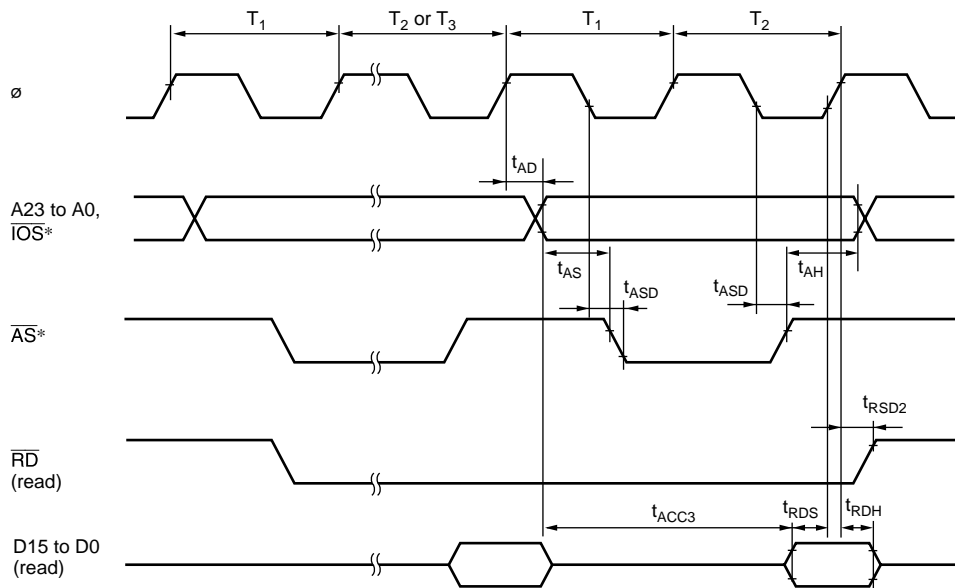 T1 T2 or T3 T1 T2
ø
tAD
A23 to A0,
IOS*
tAS tASD tASD tAH
AS*
tRSD2
RD
(read)
tACC3 tRDS tRDH
D15 to D0
(read)